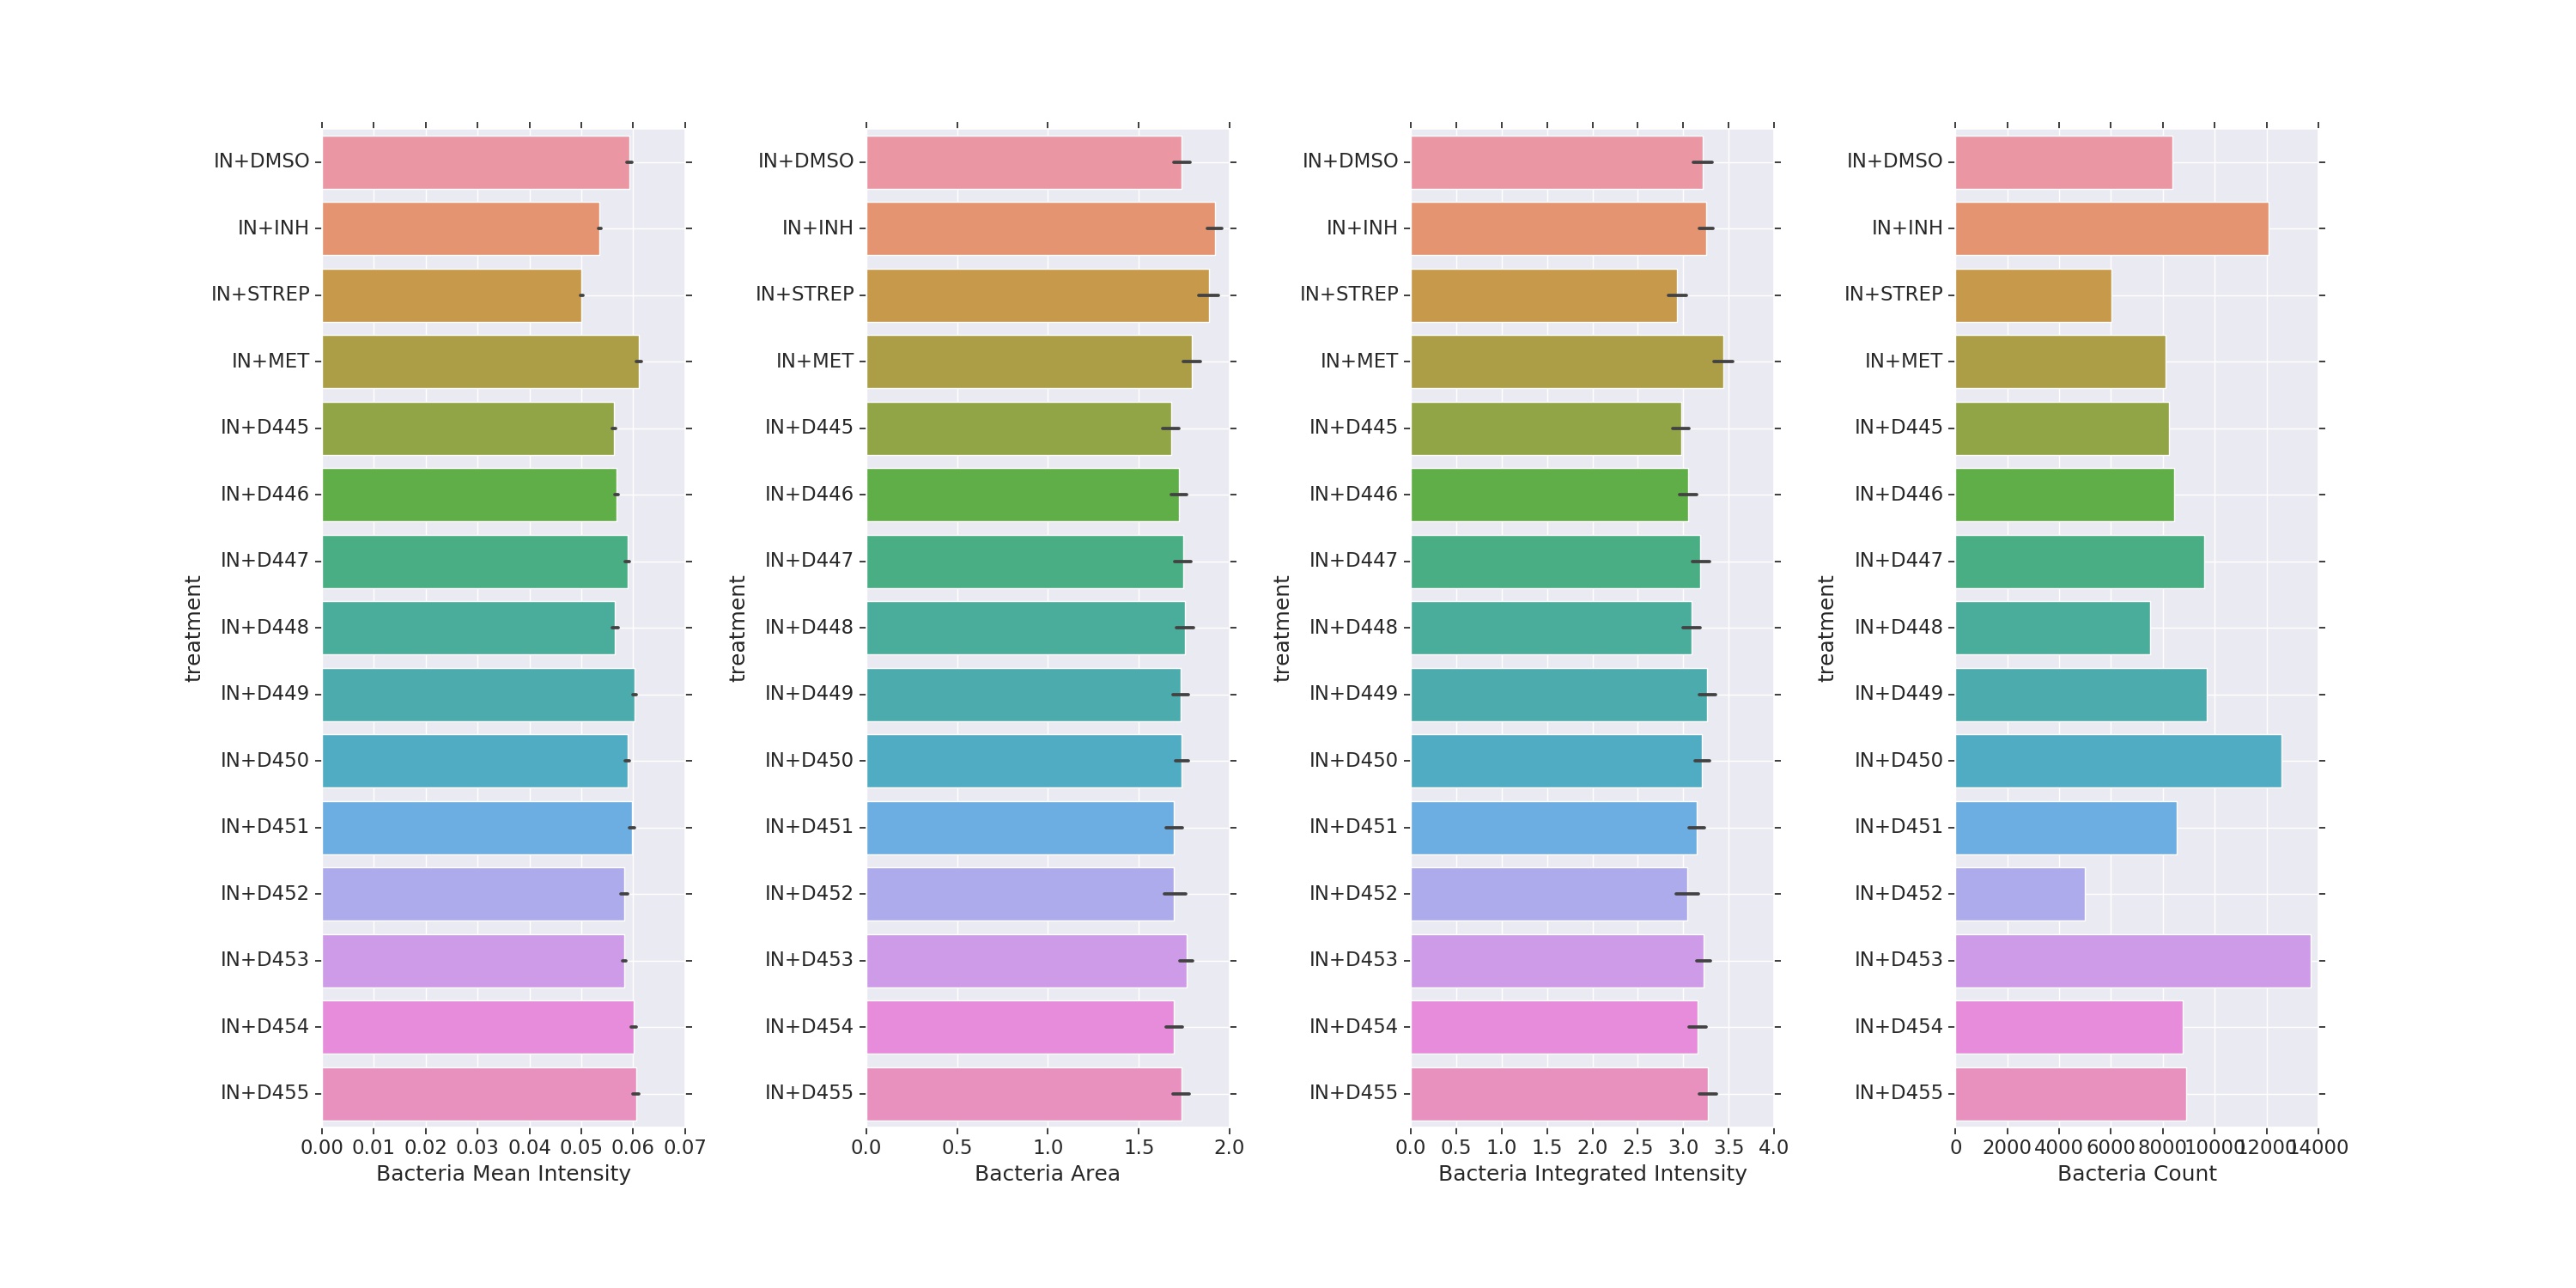 IN+DMSO
IN+INH
IN+STREP
IN+MET
IN+D445
IN+D446
IN+D447
IN+D448
IN+D449
IN+D450
IN+D451
IN+D452
IN+D453
IN+D454
IN+D455
treatment
0.00 0.01 0.02 0.03 0.04 0.05 0.06 0.07
Bacteria Mean Intensity
IN+DMSO
IN+INH
IN+STREP
IN+MET
IN+D445
IN+D446
IN+D447
IN+D448
IN+D449
IN+D450
IN+D451
IN+D452
IN+D453
IN+D454
IN+D455
treatment
0.0 0.5 1.0 1.5 2.0
Bacteria Area
IN+DMSO
IN+INH
IN+STREP
IN+MET
IN+D445
IN+D446
IN+D447
IN+D448
IN+D449
IN+D450
IN+D451
IN+D452
IN+D453
IN+D454
IN+D455
treatment
0.0 0.5 1.0 1.5 2.0 2.5 3.0 3.5 4.0
Bacteria Integrated Intensity
IN+DMSO
IN+INH
IN+STREP
IN+MET
IN+D445
IN+D446
IN+D447
IN+D448
IN+D449
IN+D450
IN+D451
IN+D452
IN+D453
IN+D454
IN+D455
treatment
0 2000 4000 6000 8000 10000 12000 14000
Bacteria Count